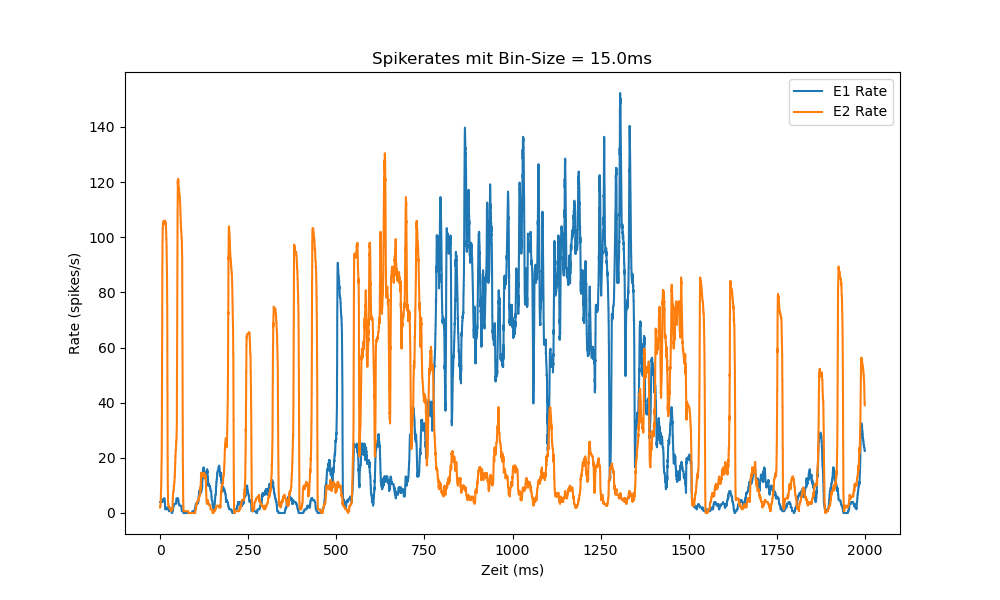 Spikerates mit Bin-Size = 15.0ms
E1 Rate
E2 Rate
140
120
100
80
60
40
20
0
Rate (spikes/s)
0 250 500 750 1000 1250 1500 1750 2000
Zeit (ms)